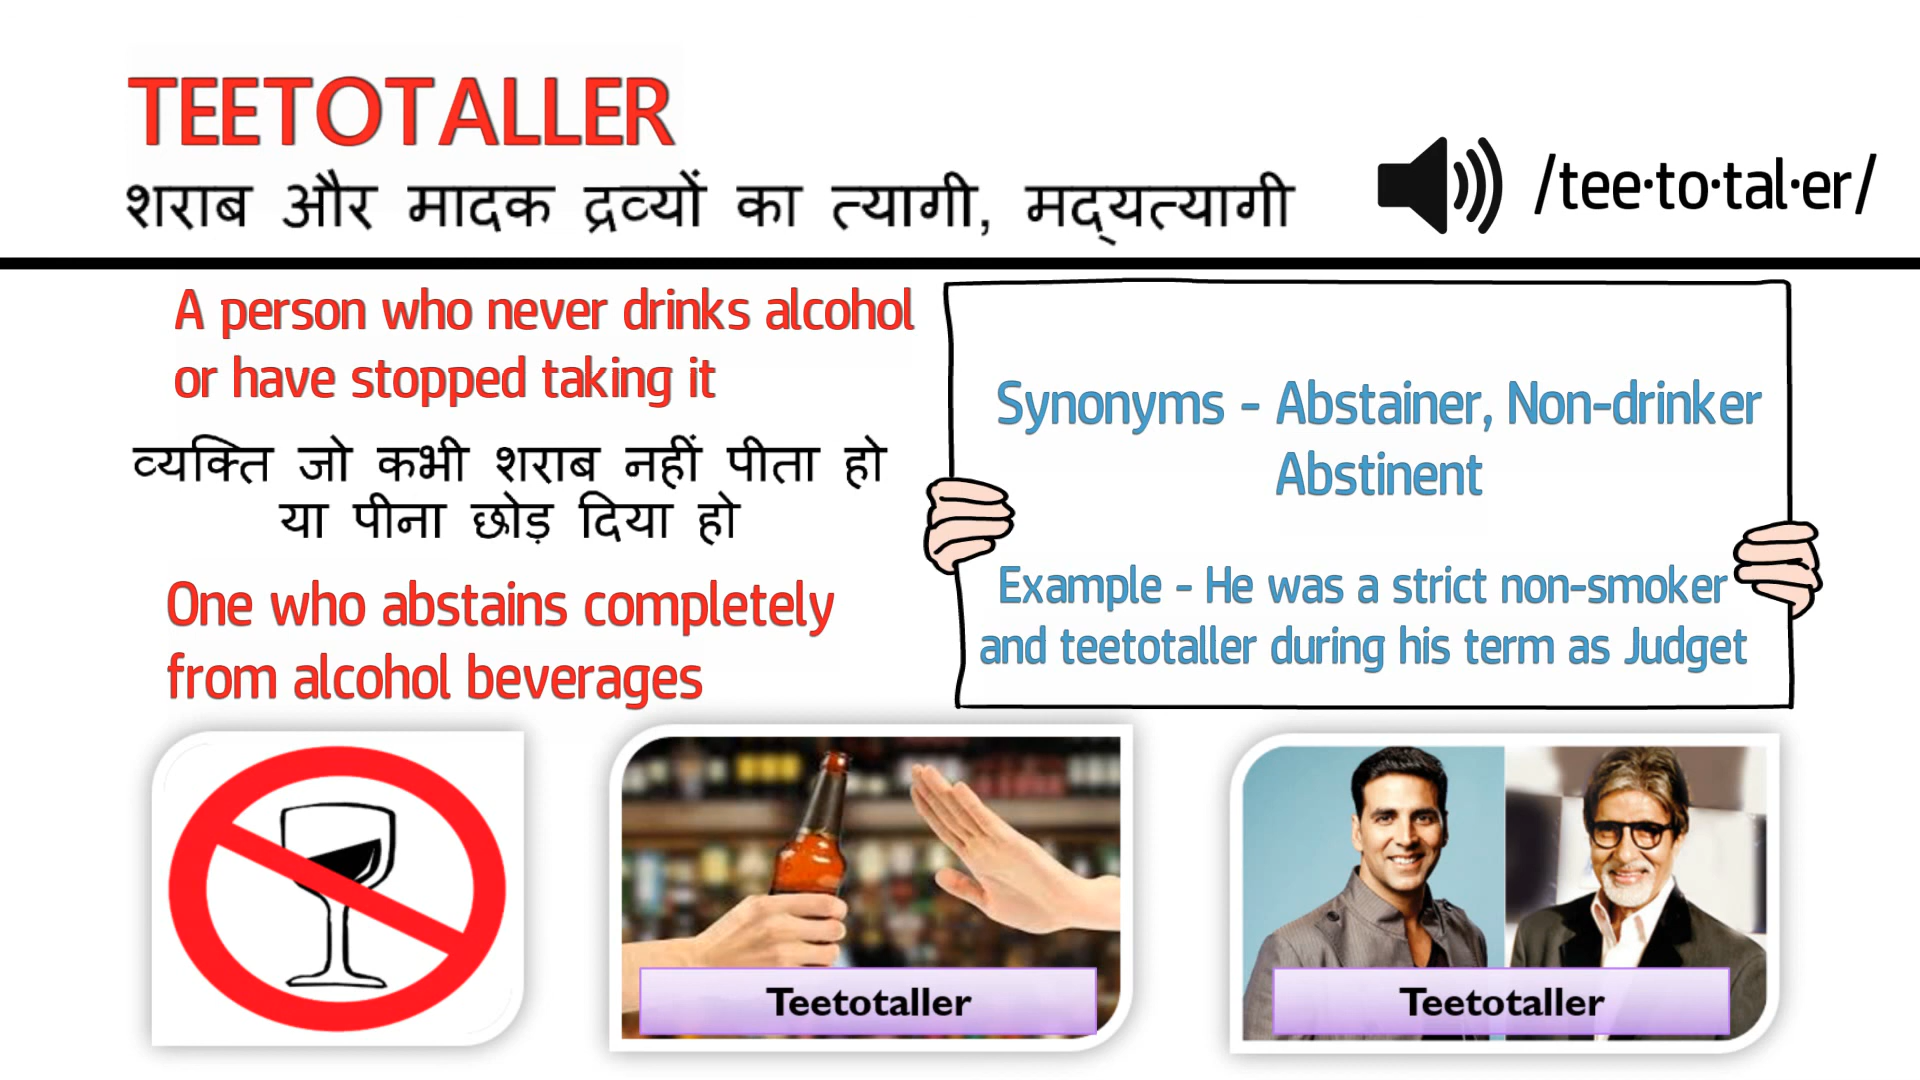 TEETOTALLER
शराब और मादक द्रव्यों का त्यागी, मद्‌यत्यागी
/tee·to·tal·er/
A person who never drinks alcohol
or have stopped taking it
व्यक्ति जो कभी शराब नहीं पीता हो
या पीना छोड़ दिया हो
One who abstains completely
from alcohol beverages
Synonyms - Abstainer, Non-drinker
Abstinent
Example - He was a strict non-smoker
and teetotaller during his term as Judget
Teetotaller
Teetotaller